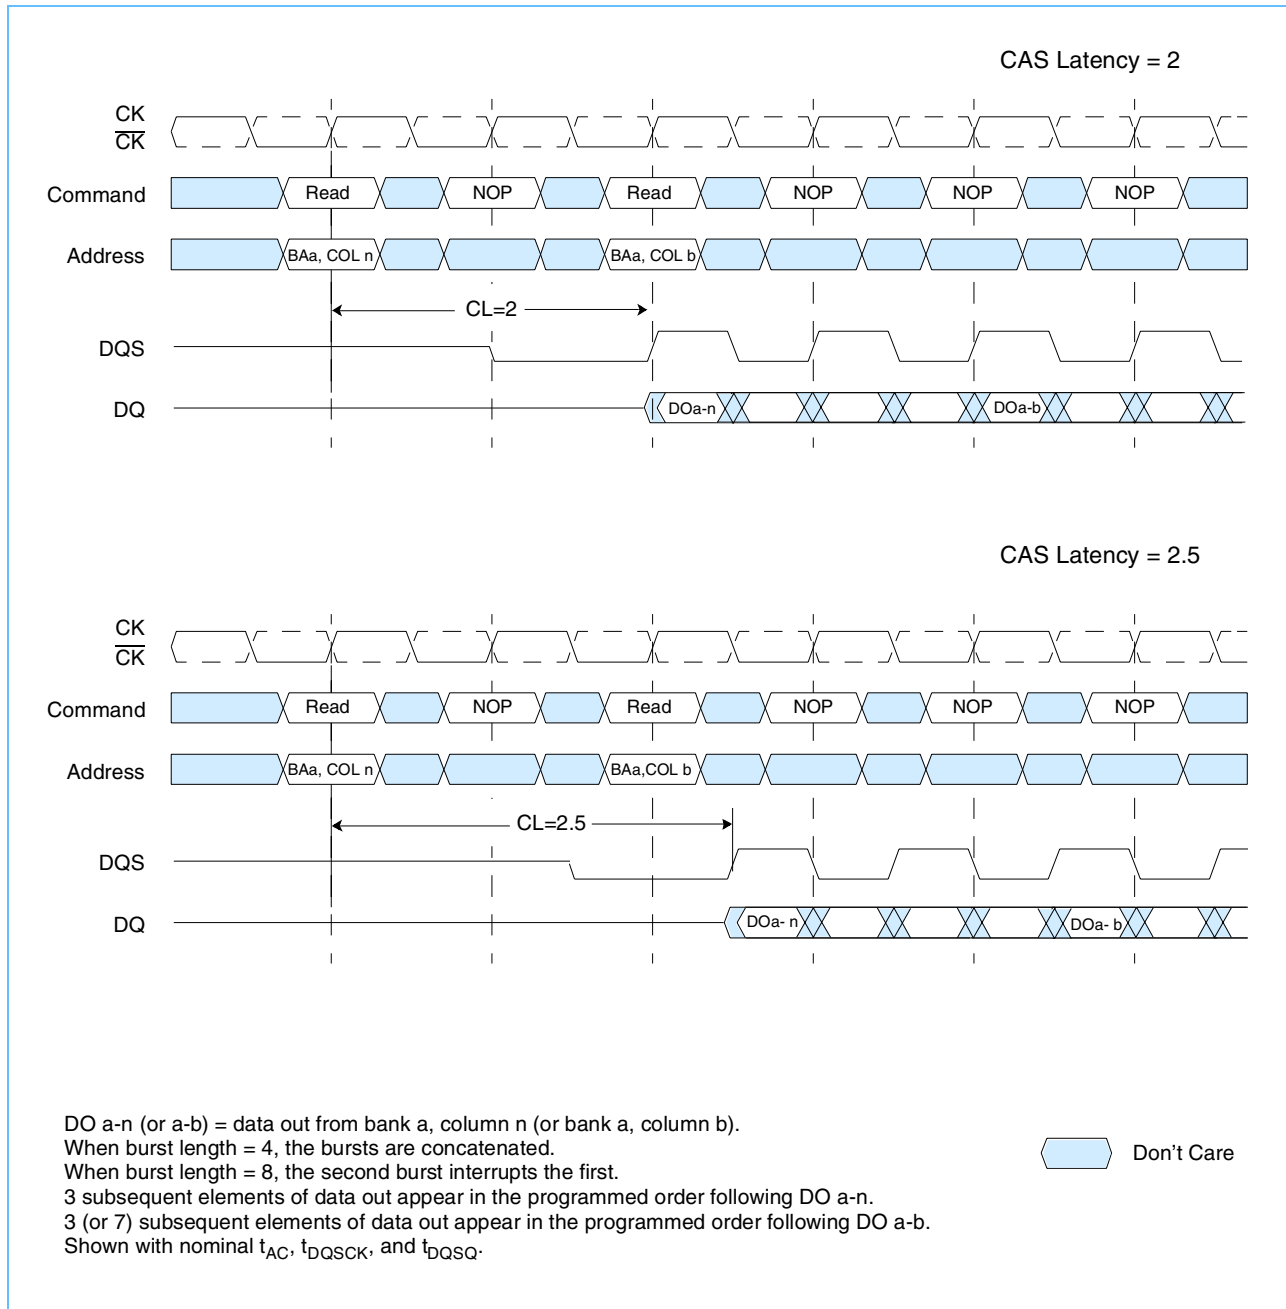 CAS Latency = 2
CK
CK
Command Read NOP Read NOP NOP NOP
Address BAa, COL n BAa, COL b
CL=2
DQS
DQ DOa-n DOa-b
CAS Latency = 2.5
CK
CK
Command Read NOP Read NOP NOP NOP
Address BAa, COL n BAa,COL b
CL=2.5
DQS
DQ DOa- n DOa- b
DO a-n (or a-b) = data out from bank a, column n (or bank a, column b).
When burst length = 4, the bursts are concatenated.
When burst length = 8, the second burst interrupts the first.
3 subsequent elements of data out appear in the programmed order following DO a-n.
3 (or 7) subsequent elements of data out appear in the programmed order following DO a-b.
Shown with nominal tAC, tDQSCK, and tDQSQ.
Don't Care